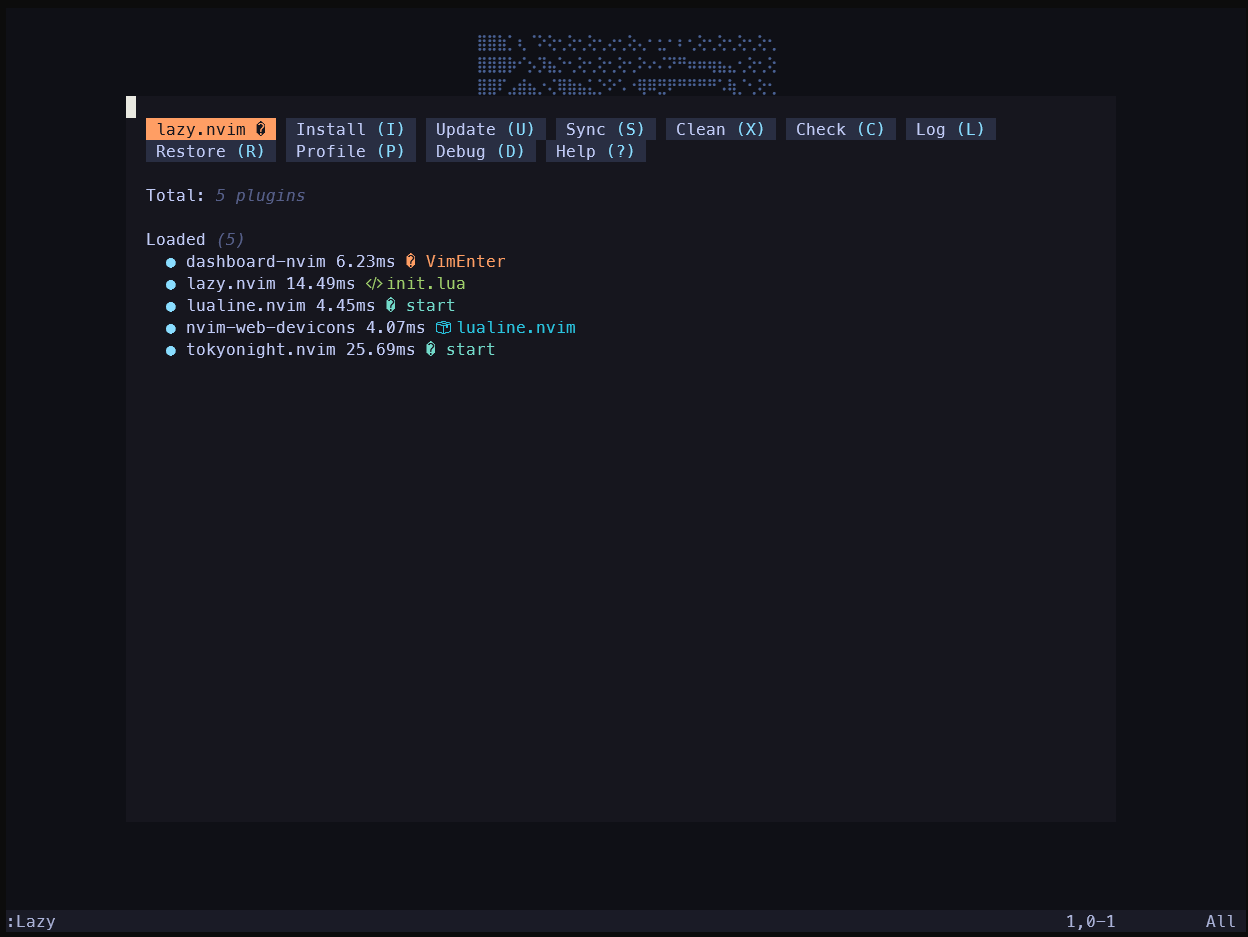 lazy.nvim � Install (I) Update (U) Sync (S) Clean (X) Check (C) Log (L)
Restore (R) Profile (P) Debug (D) Help (?)
Total: 5 plugins
Loaded (5)
● dashboard-nvim 6.23ms � VimEnter
● lazy.nvim 14.49ms </> init.lua
● lualine.nvim 4.45ms � start
● nvim-web-devicons 4.07ms lualine.nvim
● tokyonight.nvim 25.69ms � start
:Lazy 1,0-1 All